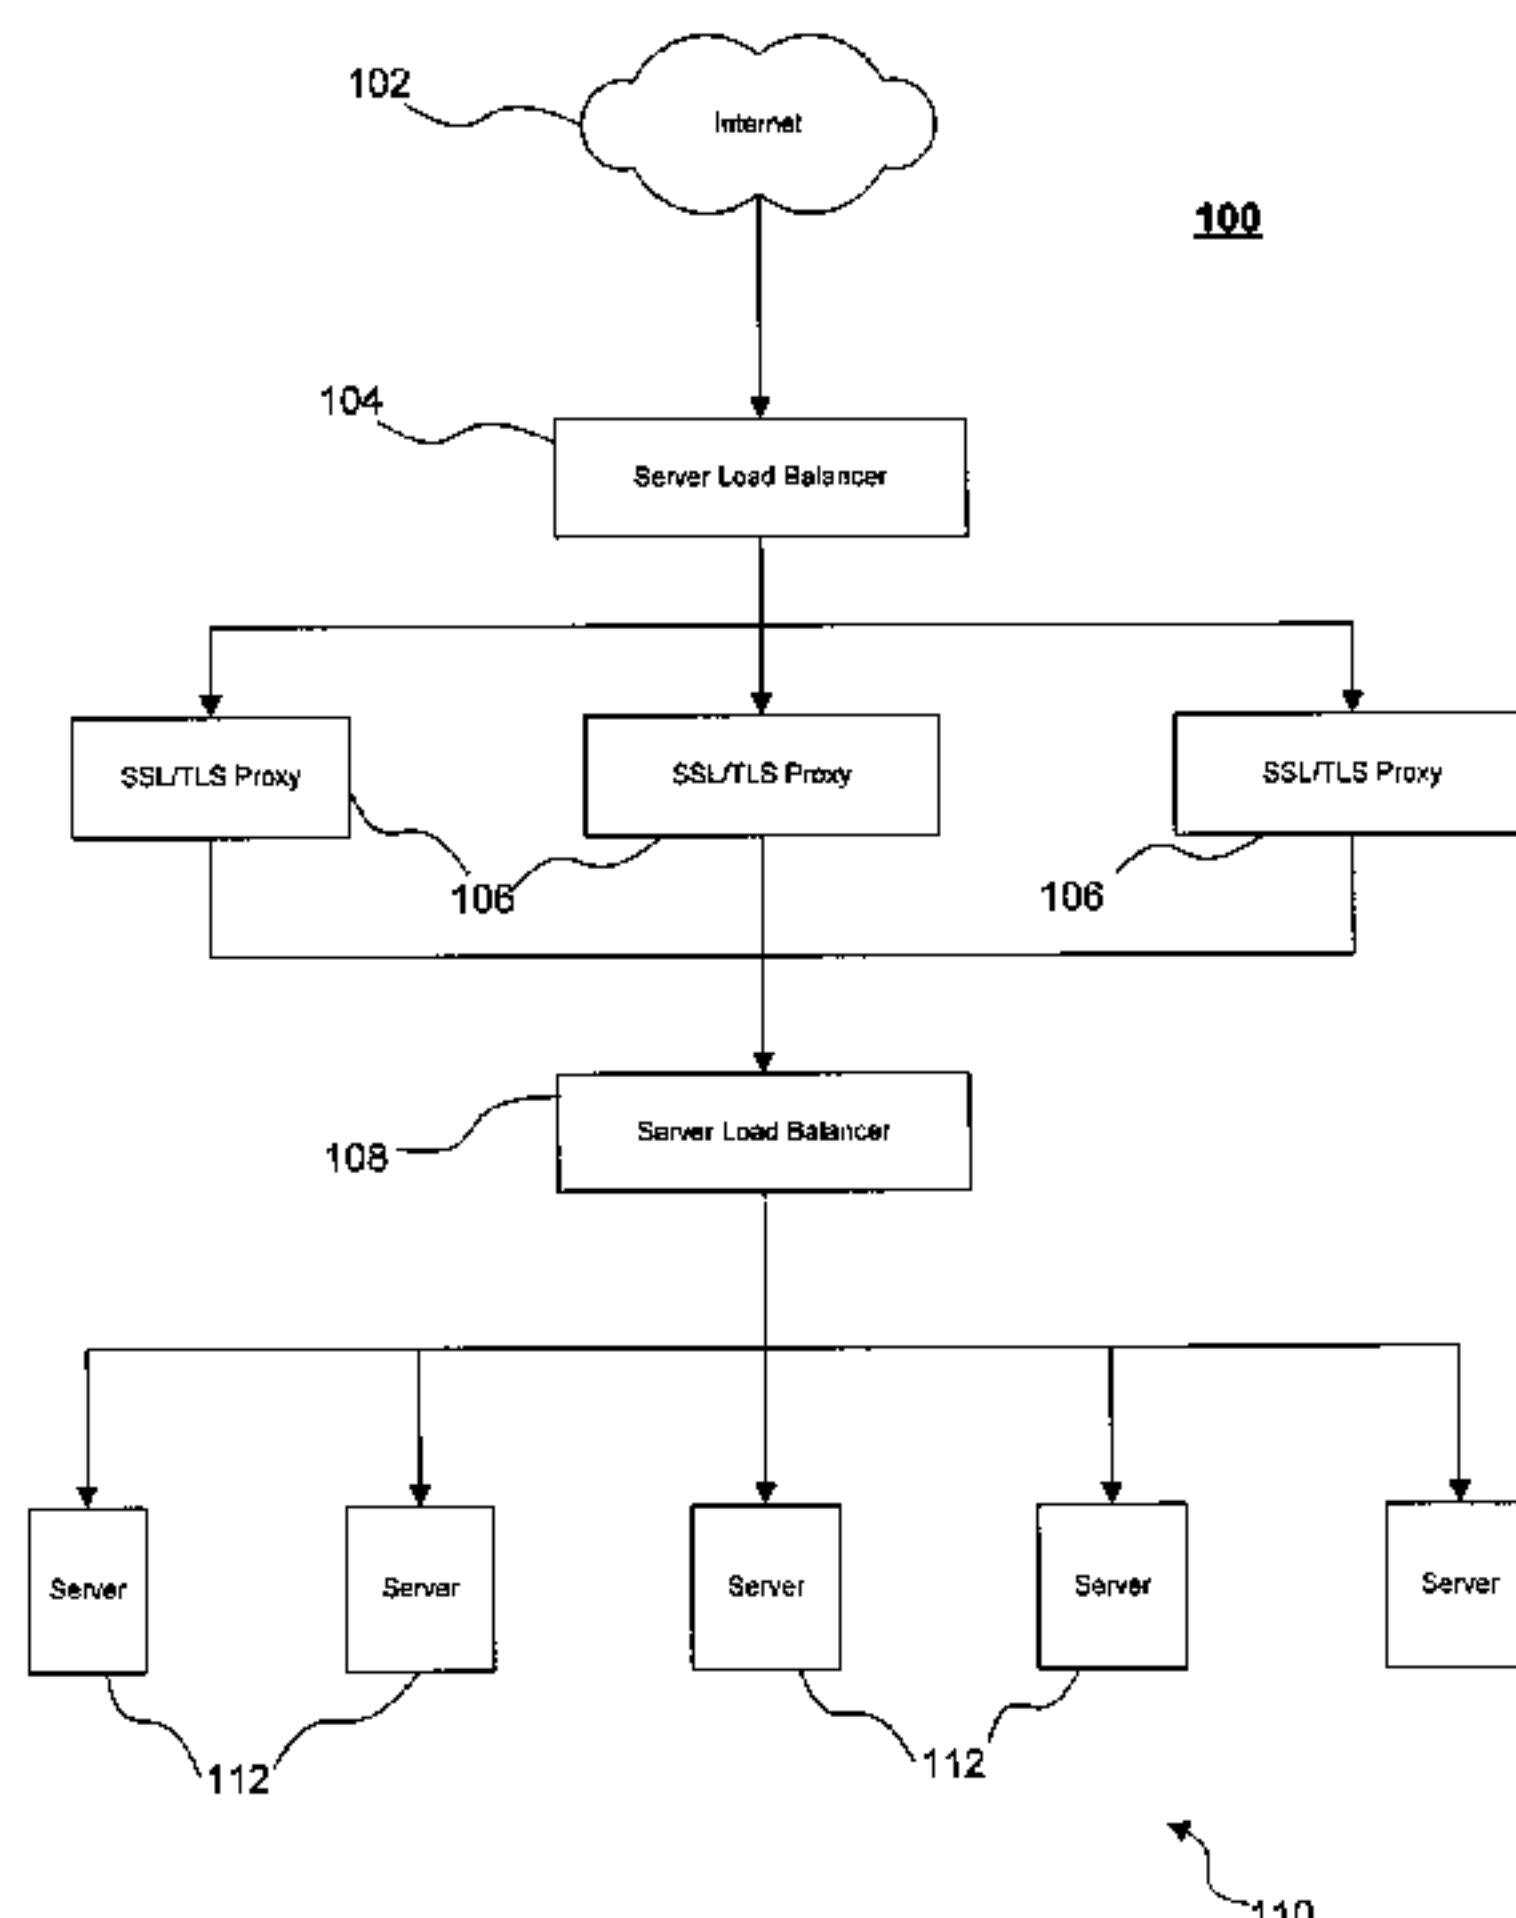 102
Internet
100
104
Server Load Balancer
SSL/TLS Proxy
SSL/TLS Proxy
SSL/TLS Proxy
106
106
108
Server Load Balancer
Server
Server
Server
Server
Server
112
112
110